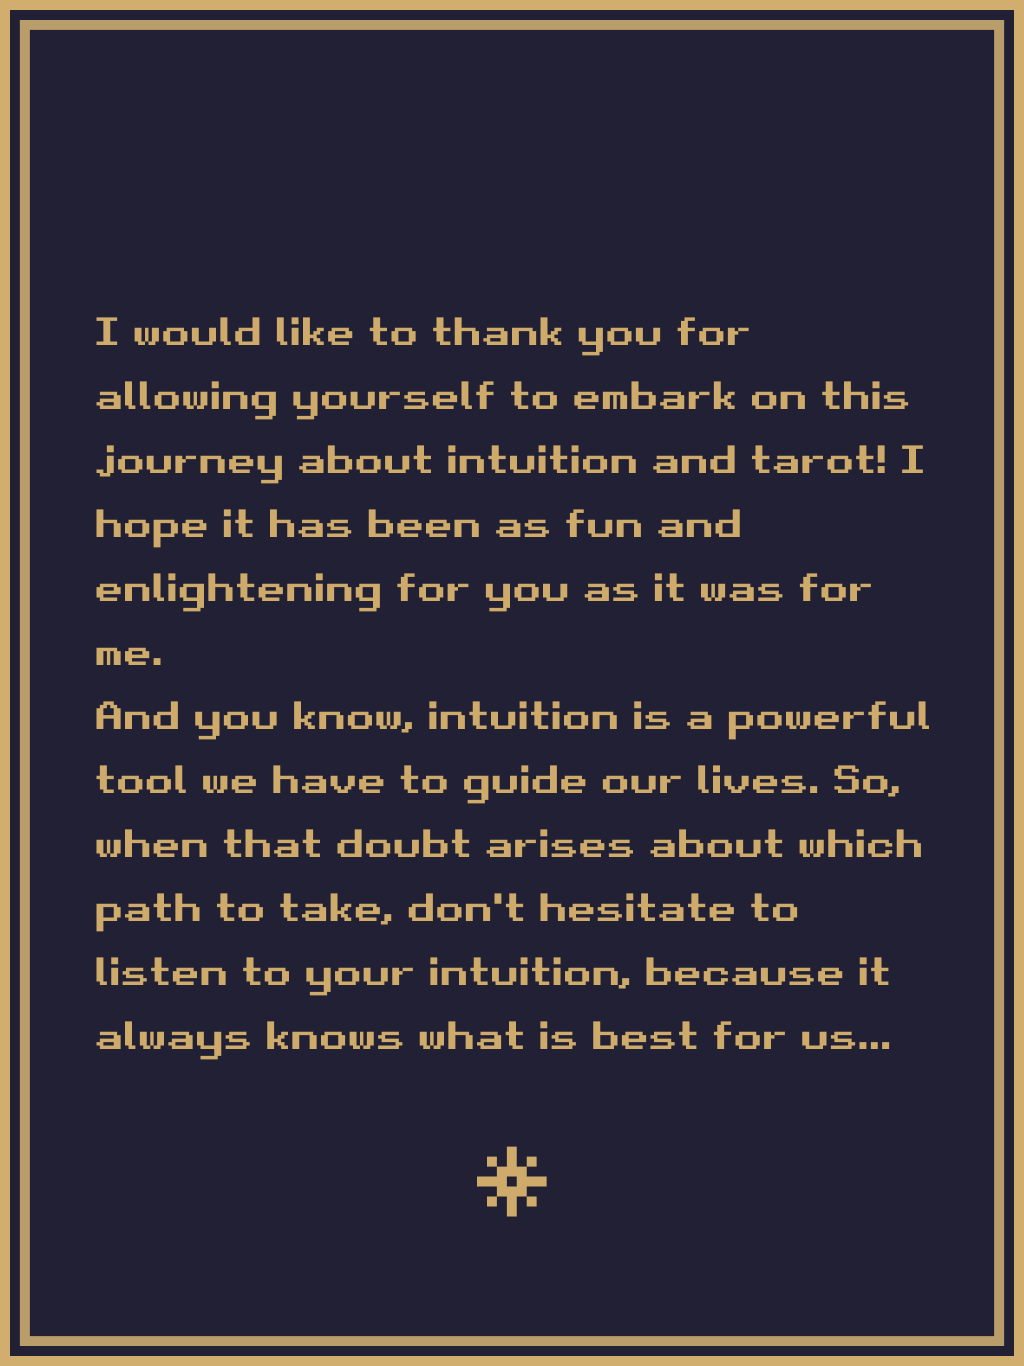 I would like to thank you for
allowing yourself to embark on this
journey about intuition and tarot! I
hope it has been as fun and
enlightening for you as it was for
me.
And you know, intuition is a powerful
tool we have to guide our lives. So,
when that doubt arises about which
path to take, don't hesitate to
listen to your intuition, because it
always knows what is best for us...